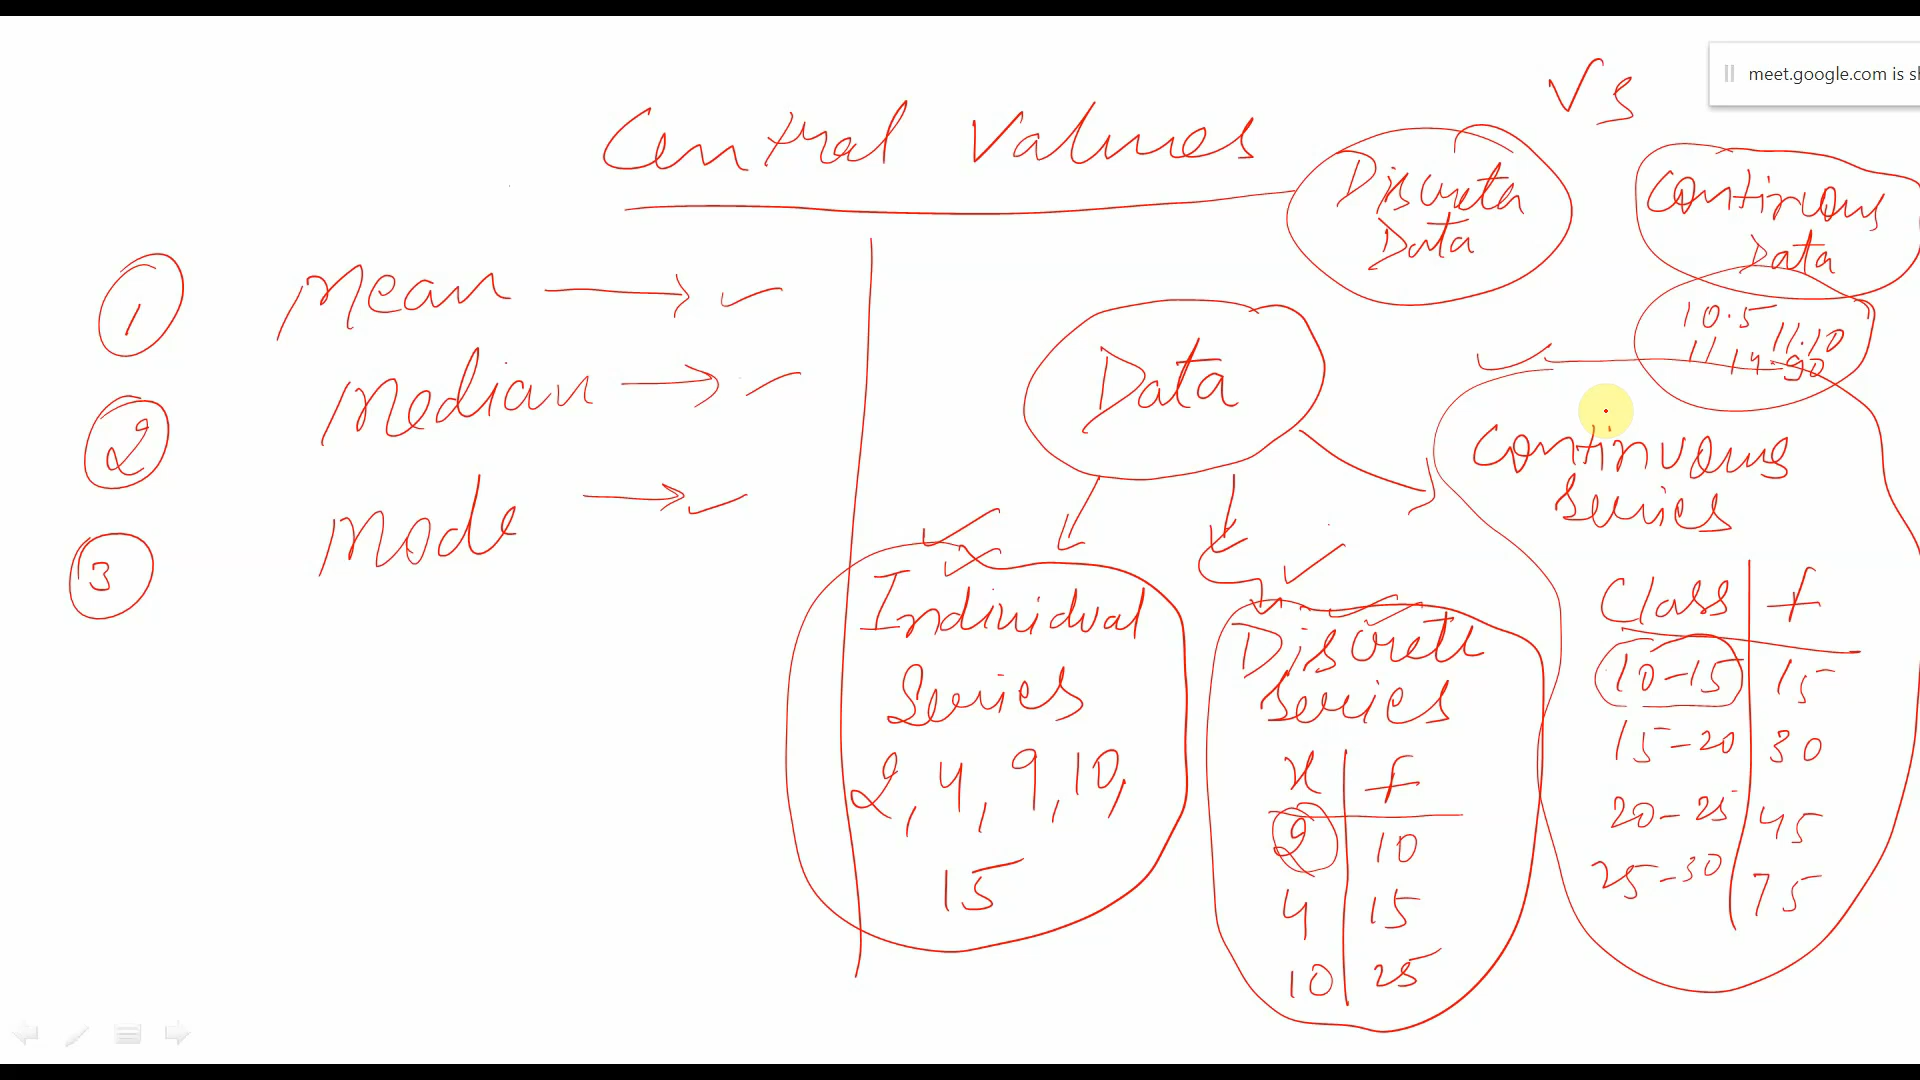 Central Values
Vs
meet.google.com is s
Discrete
Data
Continuous
Data
10.5 11.10
11 14.90
1 Mean
2 Median
3 Mode
Data
Individual
Series
2, 4, 9, 10,
15
Discrete
Series
x f
2 10
4 15
10 25
Continuous
Series
Class f
10-15 15
15-20 30
20-25 45
25-30 75